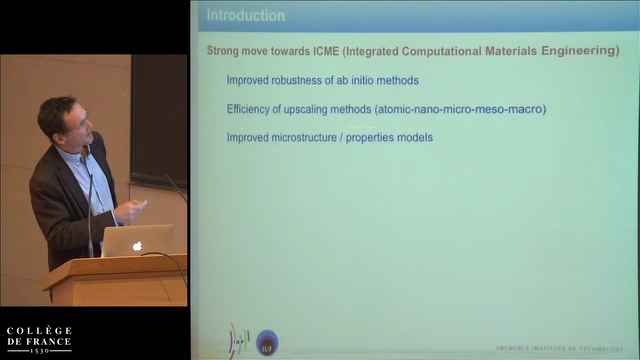 Introduction
Strong move towards ICME (Integrated Computational Materials Engineering)
Improved robustness of ab initio methods
Efficiency of upscaling methods (atomic-nano-micro-meso-macro)
Improved microstructure / properties models
IUF
GRENOBLE INSTITUTE OF TECHNOLOGY
COLLÈGE
DE FRANCE
1530